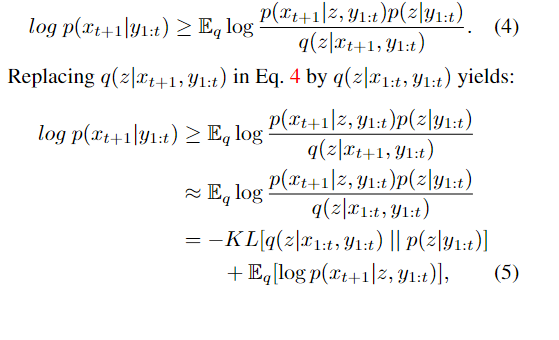 log p(x_{t+1}|y_{1:t}) ≥ 𝔼_q log \frac{p(x_{t+1}|z, y_{1:t})p(z|y_{1:t})}{q(z|x_{t+1}, y_{1:t})}. (4)
Replacing q(z|x_{t+1}, y_{1:t}) in Eq. 4 by q(z|x_{1:t}, y_{1:t}) yields:
log p(x_{t+1}|y_{1:t}) ≥ 𝔼_q log \frac{p(x_{t+1}|z, y_{1:t})p(z|y_{1:t})}{q(z|x_{t+1}, y_{1:t})}
≈ 𝔼_q log \frac{p(x_{t+1}|z, y_{1:t})p(z|y_{1:t})}{q(z|x_{1:t}, y_{1:t})}
= −KL[q(z|x_{1:t}, y_{1:t}) || p(z|y_{1:t})]
+ 𝔼_q[log p(x_{t+1}|z, y_{1:t})], (5)